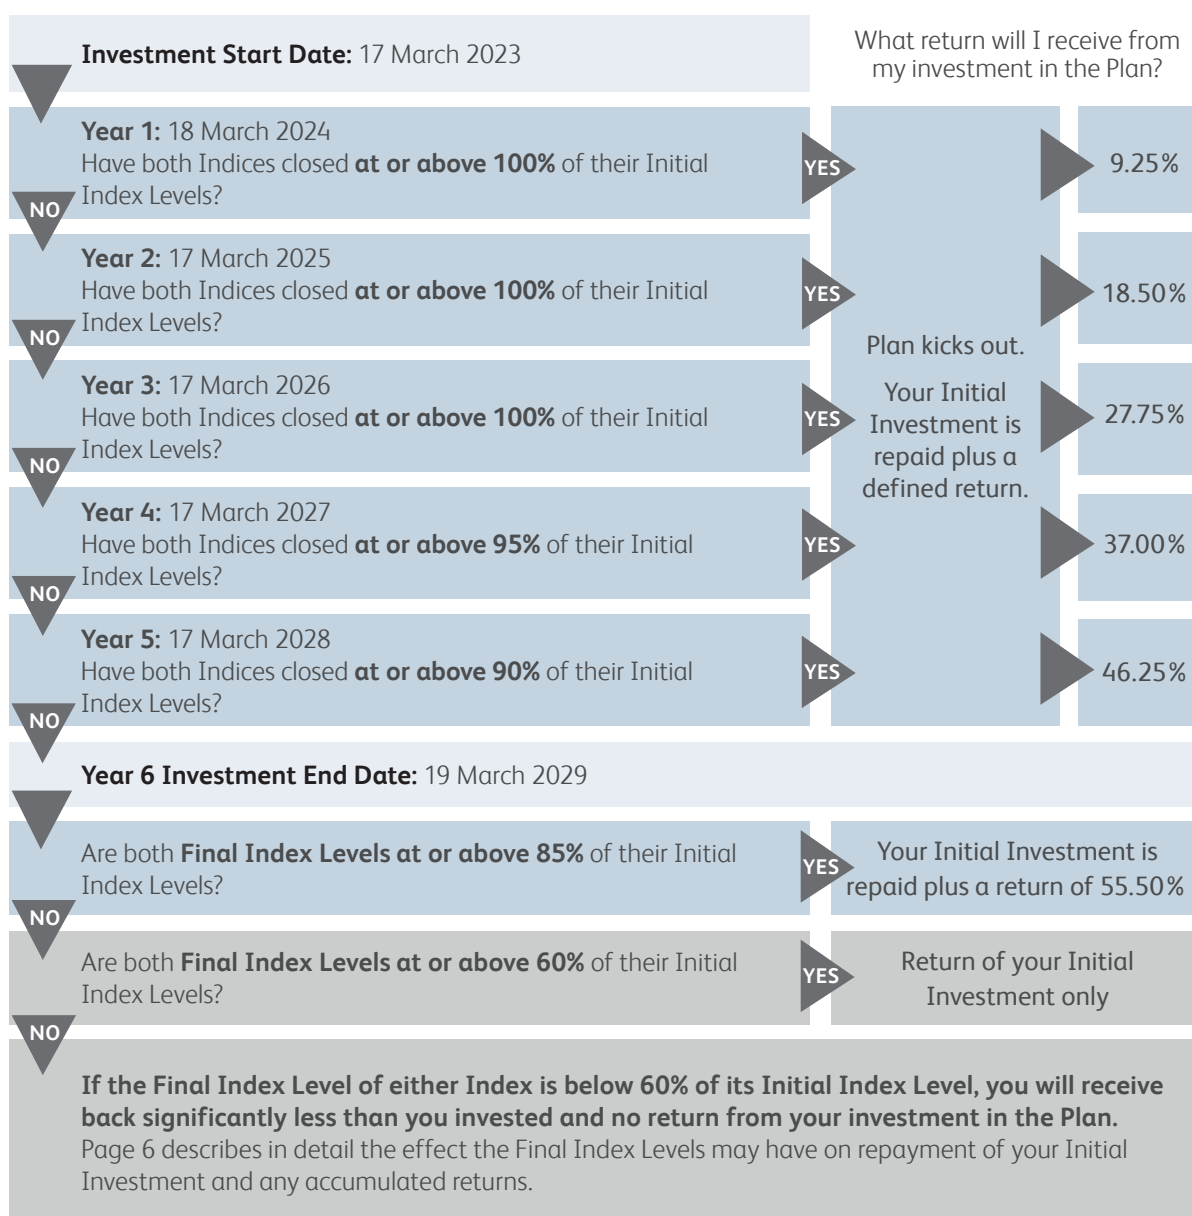 Investment Start Date: 17 March 2023
What return will I receive from
my investment in the Plan?
Year 1: 18 March 2024
Have both Indices closed at or above 100% of their Initial
Index Levels?
YES
9.25%
NO
Year 2: 17 March 2025
Have both Indices closed at or above 100% of their Initial
Index Levels?
YES
18.50%
NO
Plan kicks out.
Your Initial
Investment is
repaid plus a
defined return.
Year 3: 17 March 2026
Have both Indices closed at or above 100% of their Initial
Index Levels?
YES
27.75%
NO
Year 4: 17 March 2027
Have both Indices closed at or above 95% of their Initial
Index Levels?
YES
37.00%
NO
Year 5: 17 March 2028
Have both Indices closed at or above 90% of their Initial
Index Levels?
YES
46.25%
NO
Year 6 Investment End Date: 19 March 2029
Are both Final Index Levels at or above 85% of their Initial
Index Levels?
YES
Your Initial Investment is
repaid plus a return of 55.50%
NO
Are both Final Index Levels at or above 60% of their Initial
Index Levels?
YES
Return of your Initial
Investment only
NO
If the Final Index Level of either Index is below 60% of its Initial Index Level, you will receive
back significantly less than you invested and no return from your investment in the Plan.
Page 6 describes in detail the effect the Final Index Levels may have on repayment of your Initial
Investment and any accumulated returns.